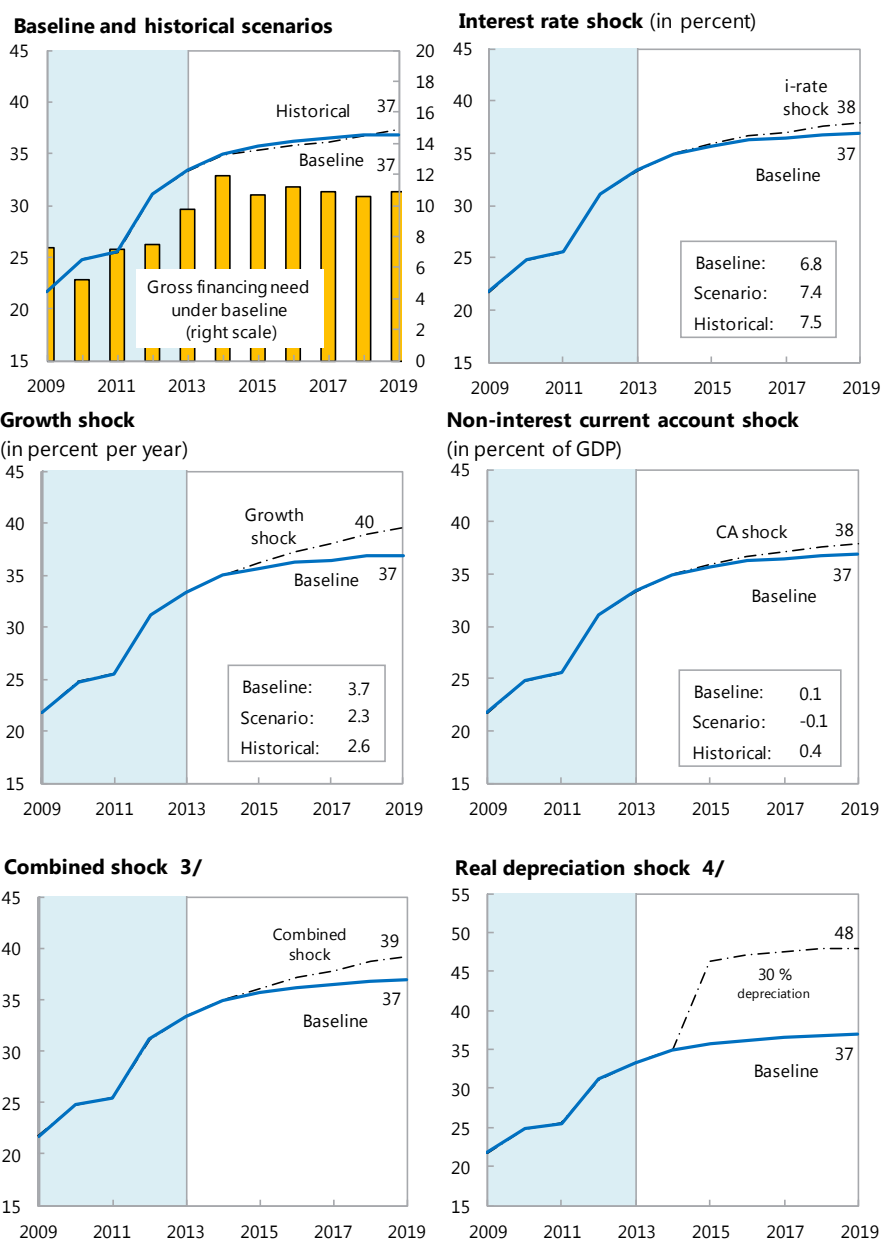 Baseline and historical scenarios
45
40
35
30
25
20
15
20
18
16
14
12
10
8
6
4
2
0
Historical
37
Baseline
37
Gross financing need
under baseline
(right scale)
2009
2011
2013
2015
2017
2019
Interest rate shock (in percent)
45
40
35
30
25
20
15
i-rate
shock
38
37
Baseline
Baseline: 6.8
Scenario: 7.4
Historical: 7.5
2009
2011
2013
2015
2017
2019
Growth shock
(in percent per year)
45
40
35
30
25
20
15
Growth
shock
40
Baseline
37
Baseline: 3.7
Scenario: 2.3
Historical: 2.6
2009
2011
2013
2015
2017
2019
Non-interest current account shock
(in percent of GDP)
45
40
35
30
25
20
15
CA shock
38
37
Baseline
Baseline: 0.1
Scenario: -0.1
Historical: 0.4
2009
2011
2013
2015
2017
2019
Combined shock 3/
45
40
35
30
25
20
15
Combined
shock
39
37
Baseline
2009
2011
2013
2015
2017
2019
Real depreciation shock 4/
55
50
45
40
35
30
25
20
15
48
30 %
depreciation
37
Baseline
2009
2011
2013
2015
2017
2019